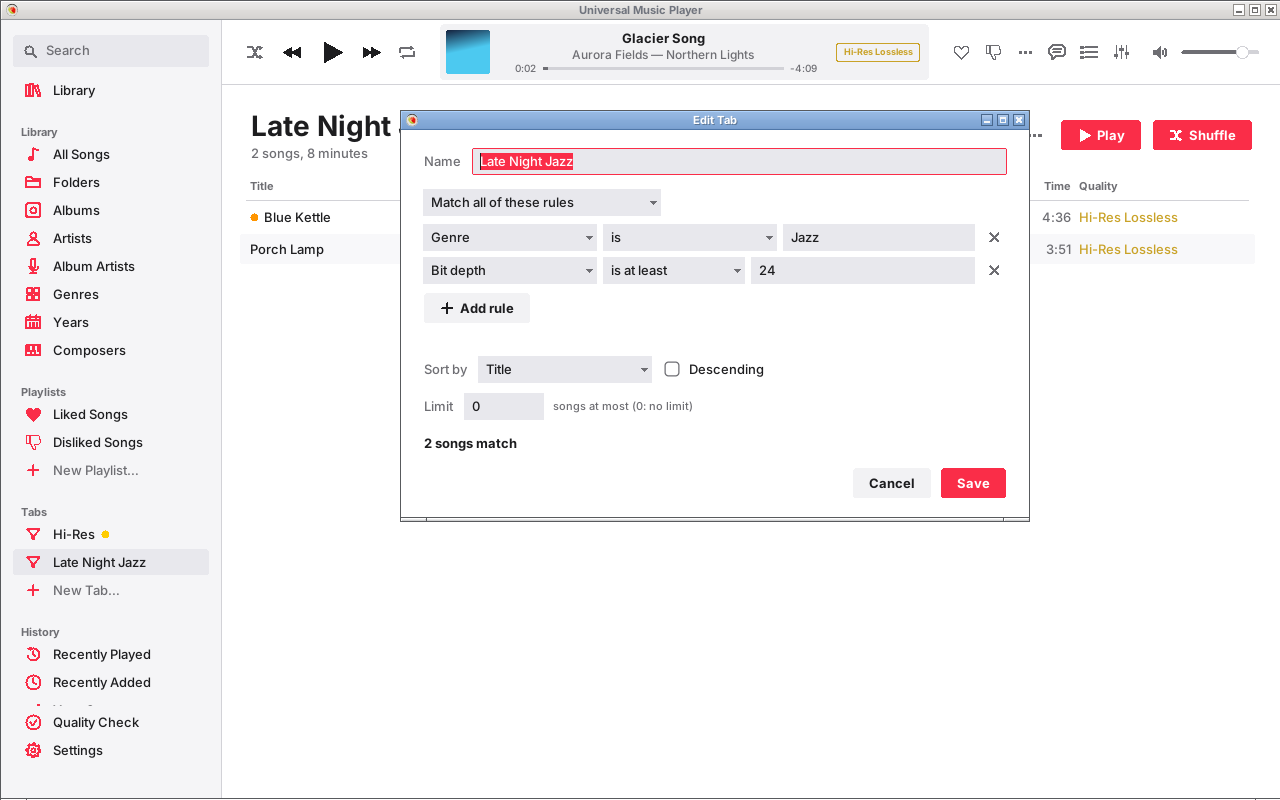 Universal Music Player
Search
Glacier Song
Aurora Fields — Northern Lights
0:02
-4:09
Hi-Res Lossless
Library
Library
All Songs
Folders
Albums
Artists
Album Artists
Genres
Years
Composers
Playlists
Liked Songs
Disliked Songs
New Playlist...
Tabs
Hi-Res
Late Night Jazz
New Tab...
History
Recently Played
Recently Added
Quality Check
Settings
Late Night
2 songs, 8 minutes
Play
Shuffle
Title
Time Quality
Blue Kettle
4:36 Hi-Res Lossless
Porch Lamp
3:51 Hi-Res Lossless
Edit Tab
Name Late Night Jazz
Match all of these rules
Genre is Jazz
Bit depth is at least 24
Add rule
Sort by Title Descending
Limit 0 songs at most (0: no limit)
2 songs match
Cancel Save